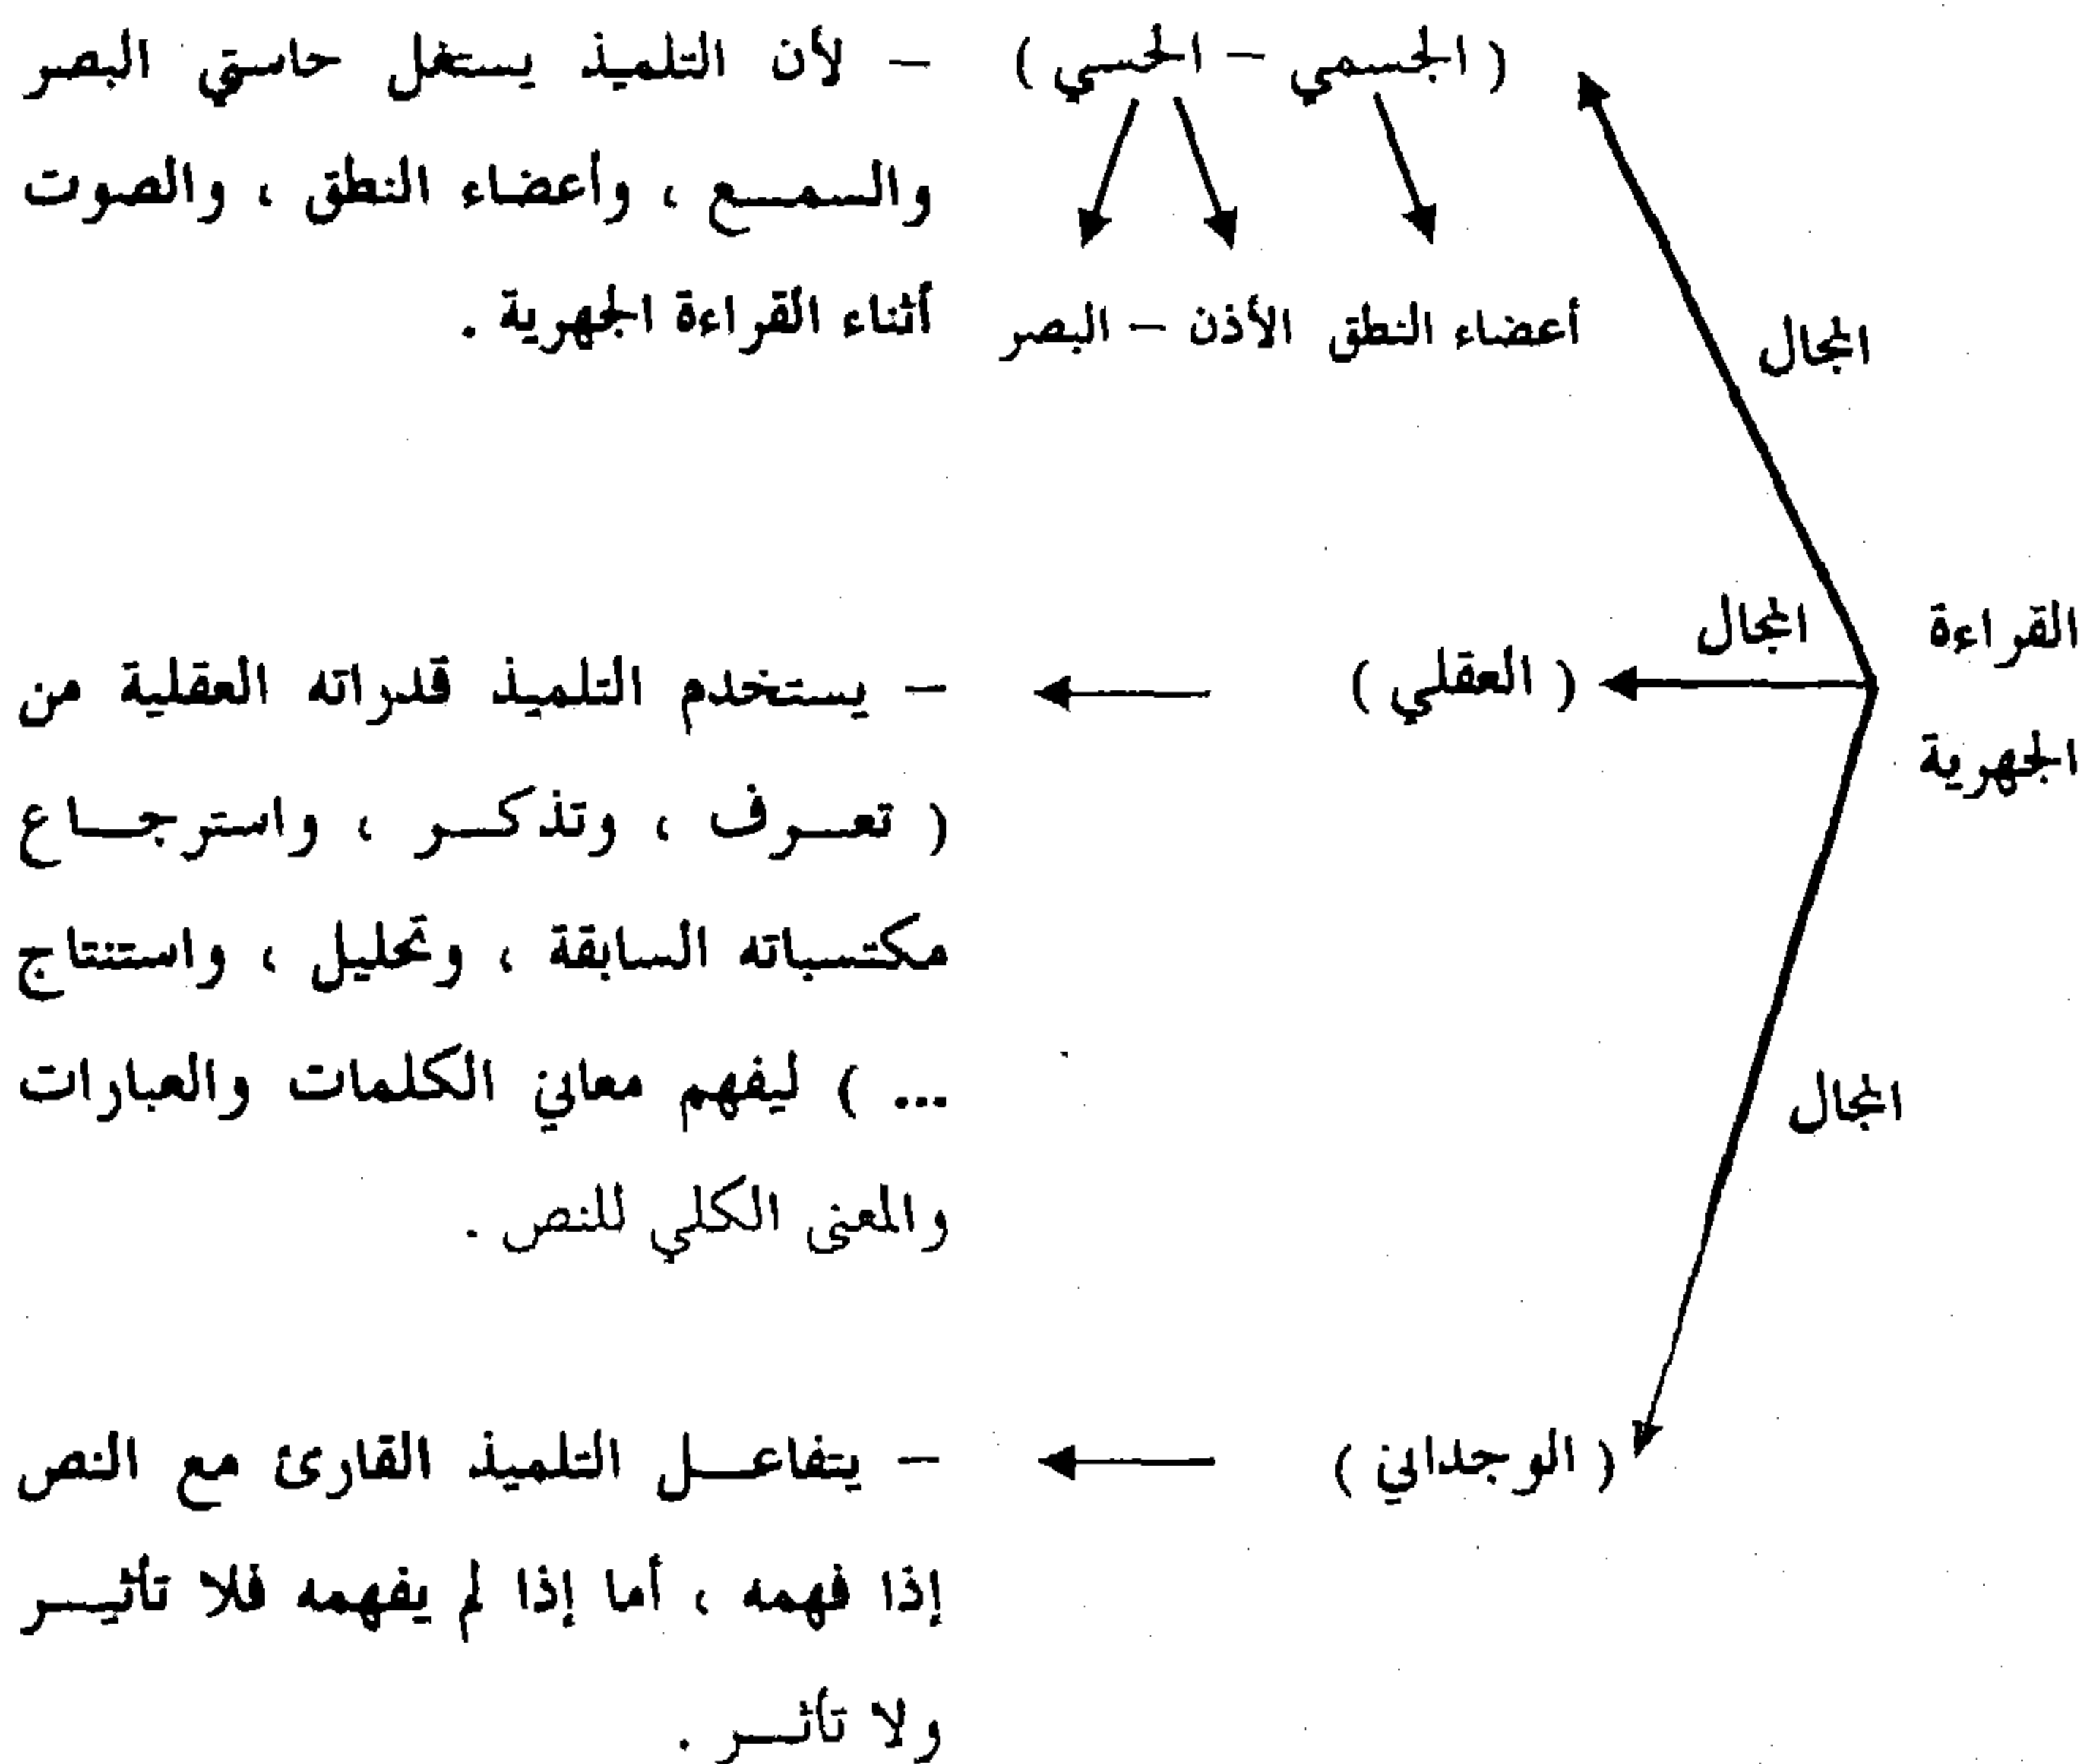 القراءة
الجهرية
المجال
( الجسمي – الحسي )
أعضاء النطق الأذن – البصر
– لأن التلميذ يستغل حاستي البصر
والسمع ، وأعضاء النطق ، والصوت
أثناء القراءة الجهرية .
المجال
( العقلي )
– يستخدم التلميذ قدراته العقلية من
( تعرف ، وتذكر ، واسترجاع
مكتسباته السابقة ، وتحليل ، واستنتاج
... ) ليفهم معاني الكلمات والعبارات
والمعنى الكلي للنص .
المجال
( الوجداني )
– يتفاعل التلميذ القارئ مع النص
إذا فهمه ، أما إذا لم يفهمه فلا تأثير
ولا تأثر .